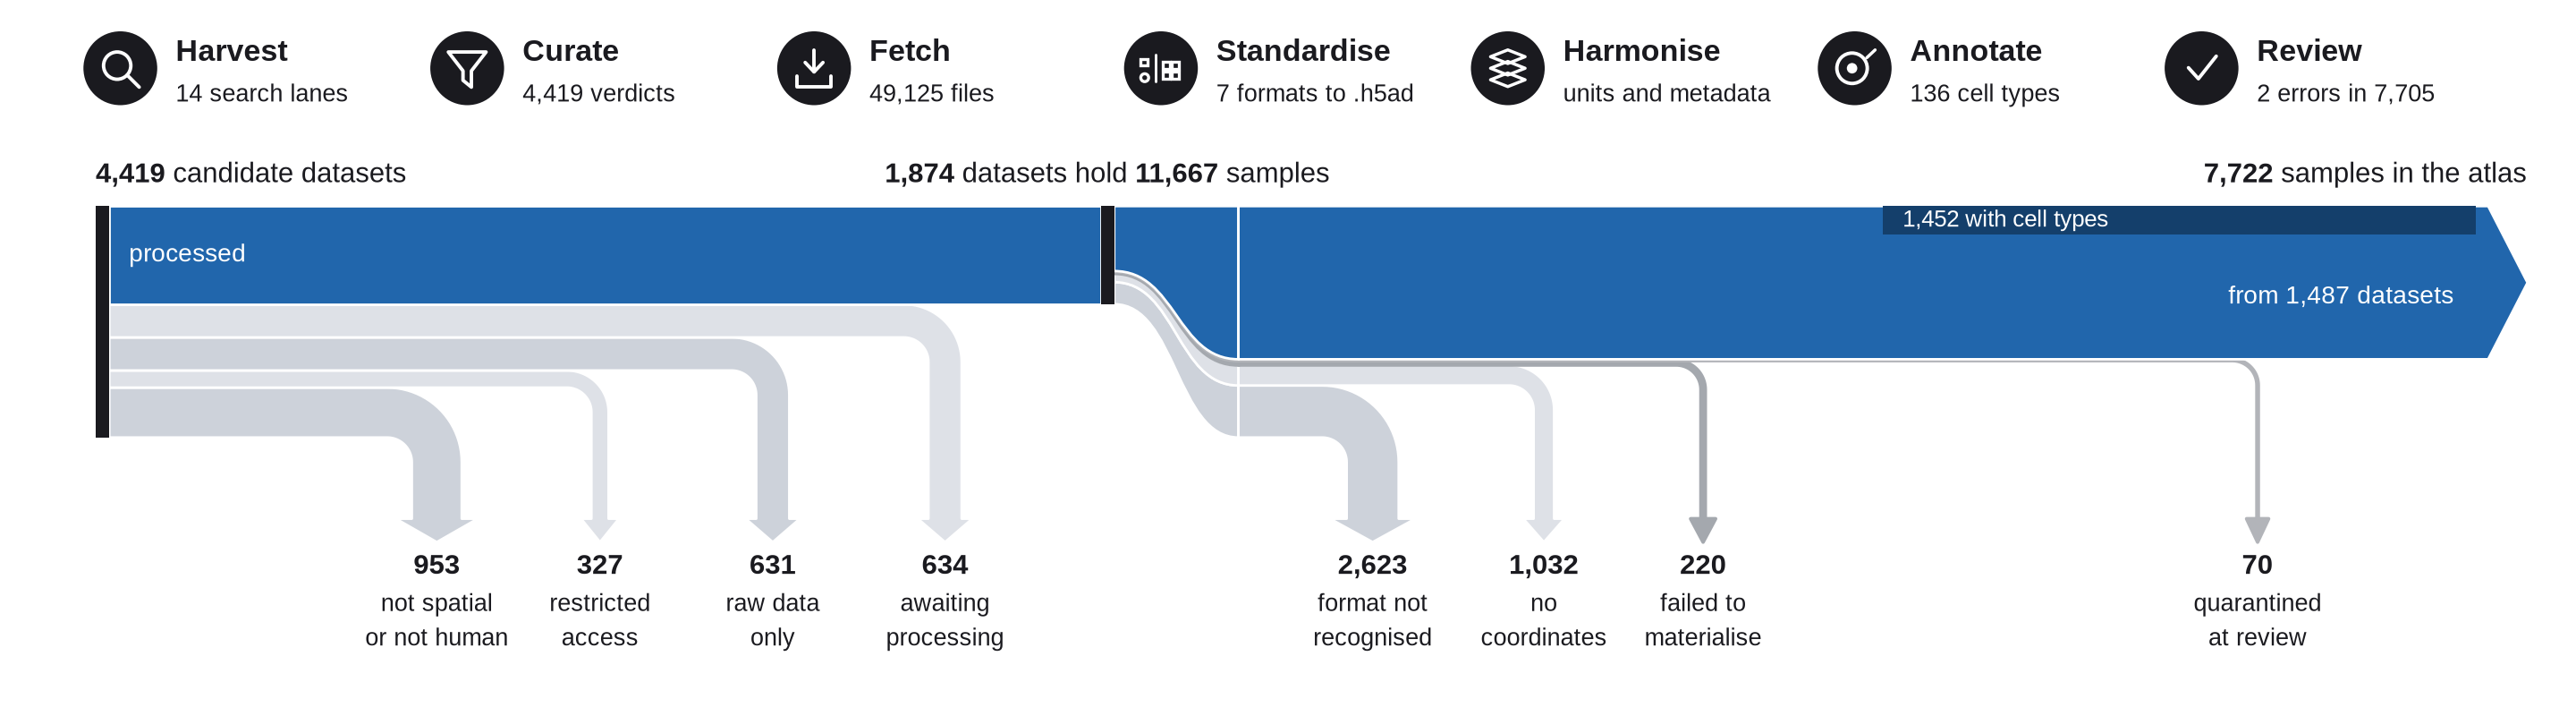 Harvest
14 search lanes
Curate
4,419 verdicts
Fetch
49,125 files
Standardise
7 formats to .h5ad
Harmonise
units and metadata
Annotate
136 cell types
Review
2 errors in 7,705
4,419 candidate datasets
1,874 datasets hold 11,667 samples
7,722 samples in the atlas
1,452 with cell types
processed
from 1,487 datasets
953
not spatial
or not human
327
restricted
access
631
raw data
only
634
awaiting
processing
2,623
format not
recognised
1,032
no
coordinates
220
failed to
materialise
70
quarantined
at review